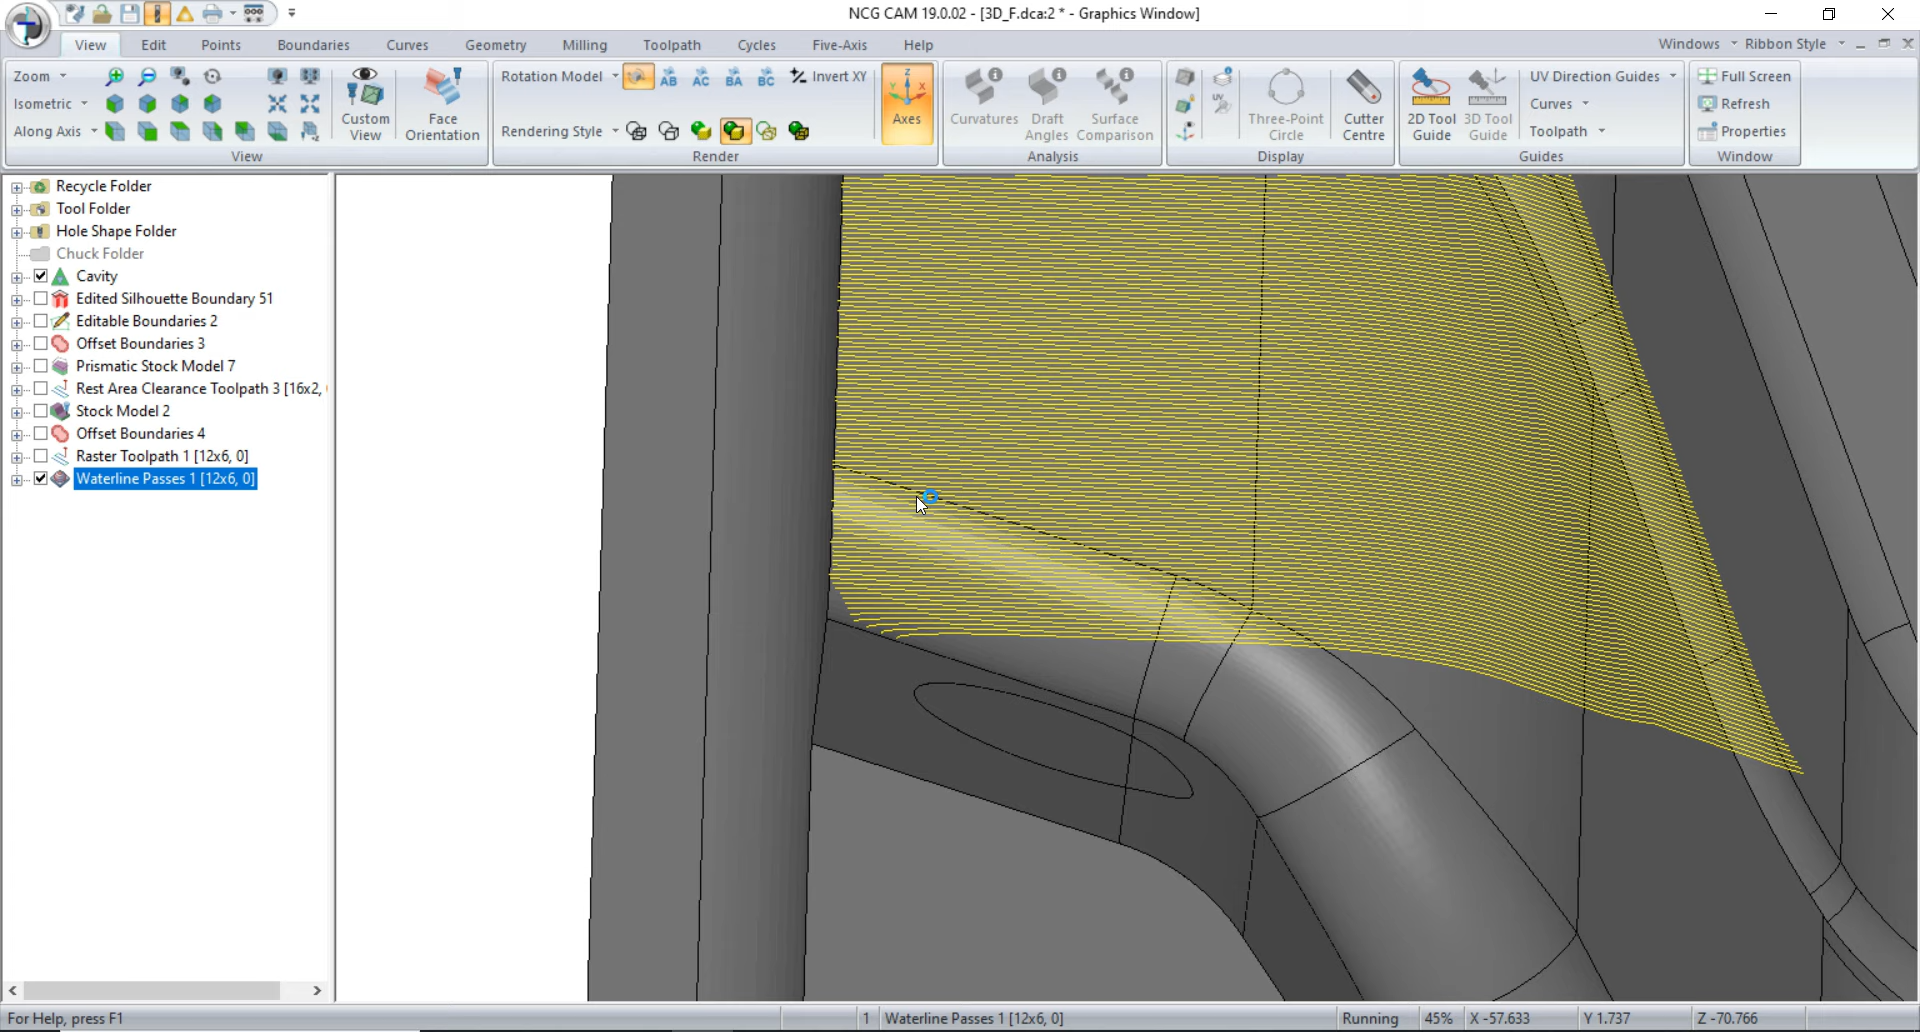 NCG CAM 19.0.02 - [3D_F.dca:2 * - Graphics Window]
View Edit Points Boundaries Curves Geometry Milling Toolpath Cycles Five-Axis Help Windows Ribbon Style
Zoom
Isometric
Along Axis
Custom View
Face Orientation
View
Rotation Model AB AC BA BC Invert XY
Rendering Style
Axes
Render
Curvatures
Draft Angles
Surface Comparison
Analysis
UV
Three-Point Circle
Cutter Centre
Display
2D Tool Guide
3D Tool Guide
UV Direction Guides
Curves
Toolpath
Guides
Full Screen
Refresh
Properties
Window
Recycle Folder
Tool Folder
Hole Shape Folder
Chuck Folder
Cavity
Edited Silhouette Boundary 51
Editable Boundaries 2
Offset Boundaries 3
Prismatic Stock Model 7
Rest Area Clearance Toolpath 3 [16x2,
Stock Model 2
Offset Boundaries 4
Raster Toolpath 1 [12x6, 0]
Waterline Passes 1 [12x6, 0]
For Help, press F1 1 Waterline Passes 1 [12x6, 0] Running 45% X -57.633 Y 1.737 Z -70.766